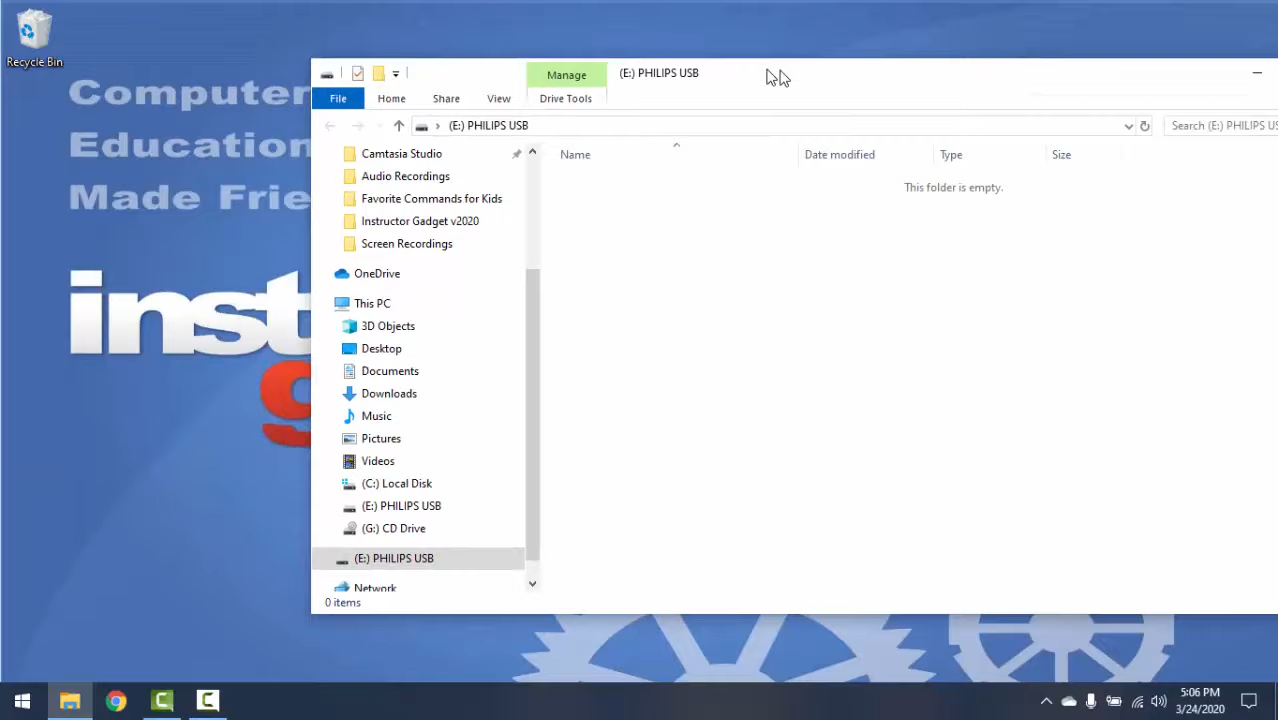 Recycle Bin
Computer
Education
Made Frie
inst
g
Manage
(E:) PHILIPS USB
File
Home
Share
View
Drive Tools
(E:) PHILIPS USB
Search (E:) PHILIPS US
Camtasia Studio
Audio Recordings
Favorite Commands for Kids
Instructor Gadget v2020
Screen Recordings
OneDrive
This PC
3D Objects
Desktop
Documents
Downloads
Music
Pictures
Videos
(C:) Local Disk
(E:) PHILIPS USB
(G:) CD Drive
(E:) PHILIPS USB
Network
Name
Date modified
Type
Size
This folder is empty.
0 items
5:06 PM
3/24/2020